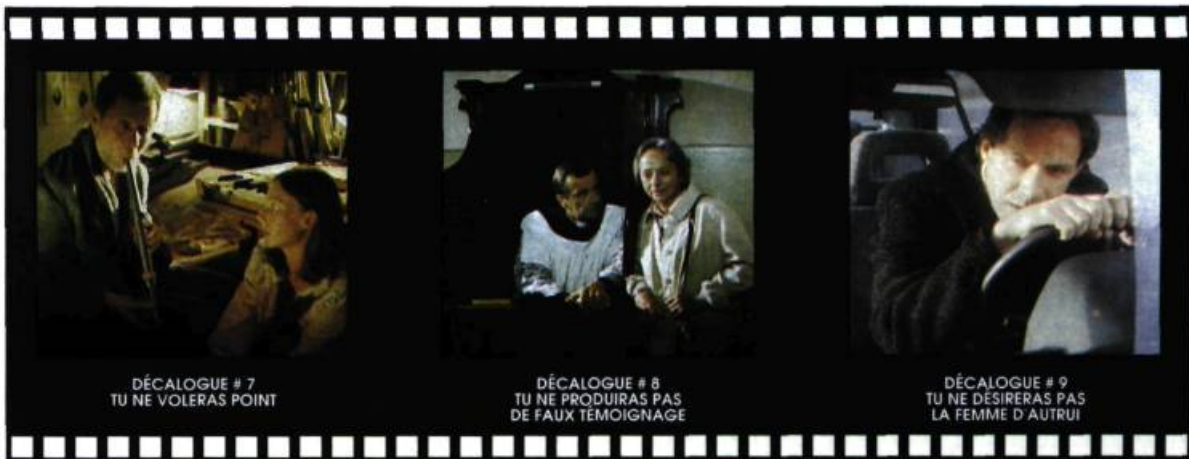 DÉCALOGUE # 7
TU NE VOLERAS POINT
DÉCALOGUE # 8
TU NE PRODUIRAS PAS
DE FAUX TÉMOIGNAGE
DÉCALOGUE # 9
TU NE DÉSIRERAS PAS
LA FEMME D'AUTRUI